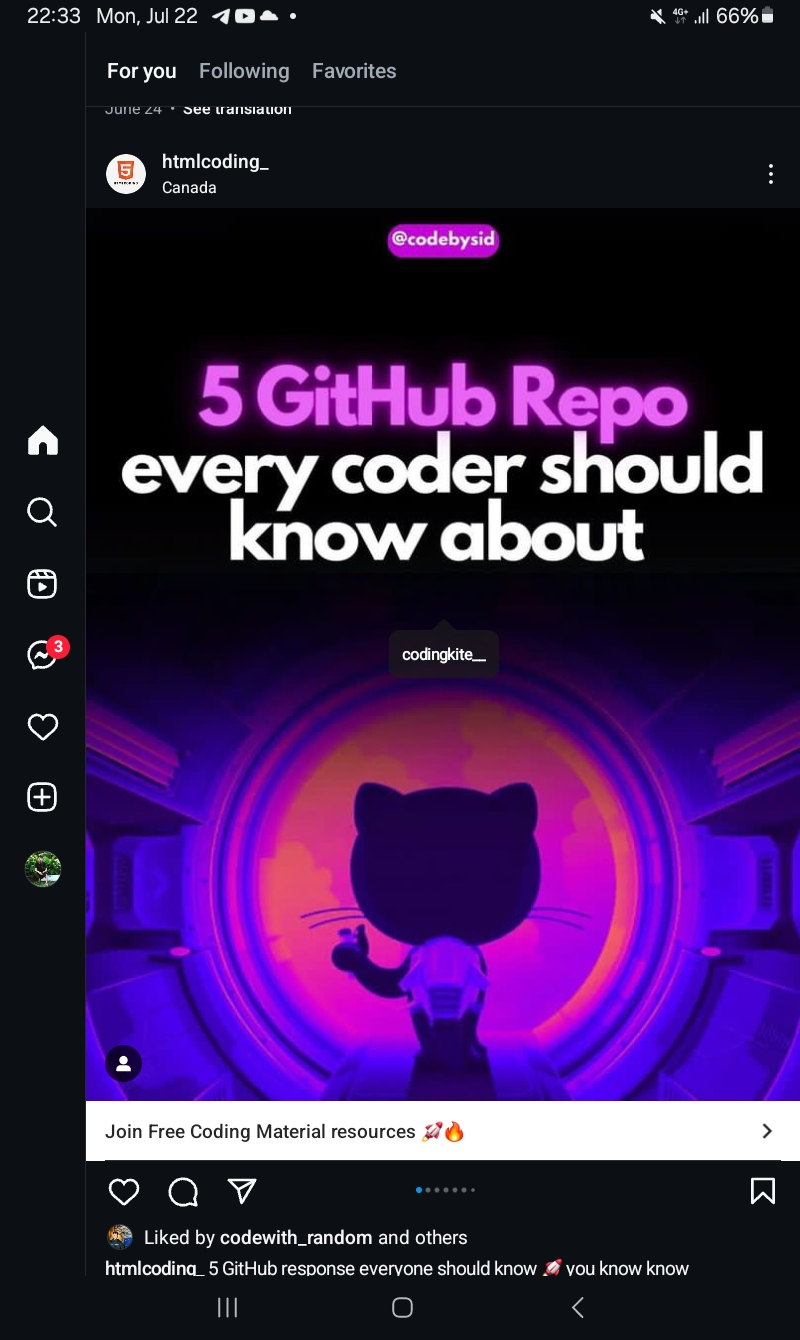 22:33 Mon, Jul 22
4G+ 66%
For you Following Favorites
June 24 • See translation
htmlcoding_
Canada
@codebysid
5 GitHub Repo
every coder should
know about
3
codingkite__
Join Free Coding Material resources 🚀🔥
Liked by codewith_random and others
htmlcoding_ 5 GitHub response everyone should know 🚀 you know know